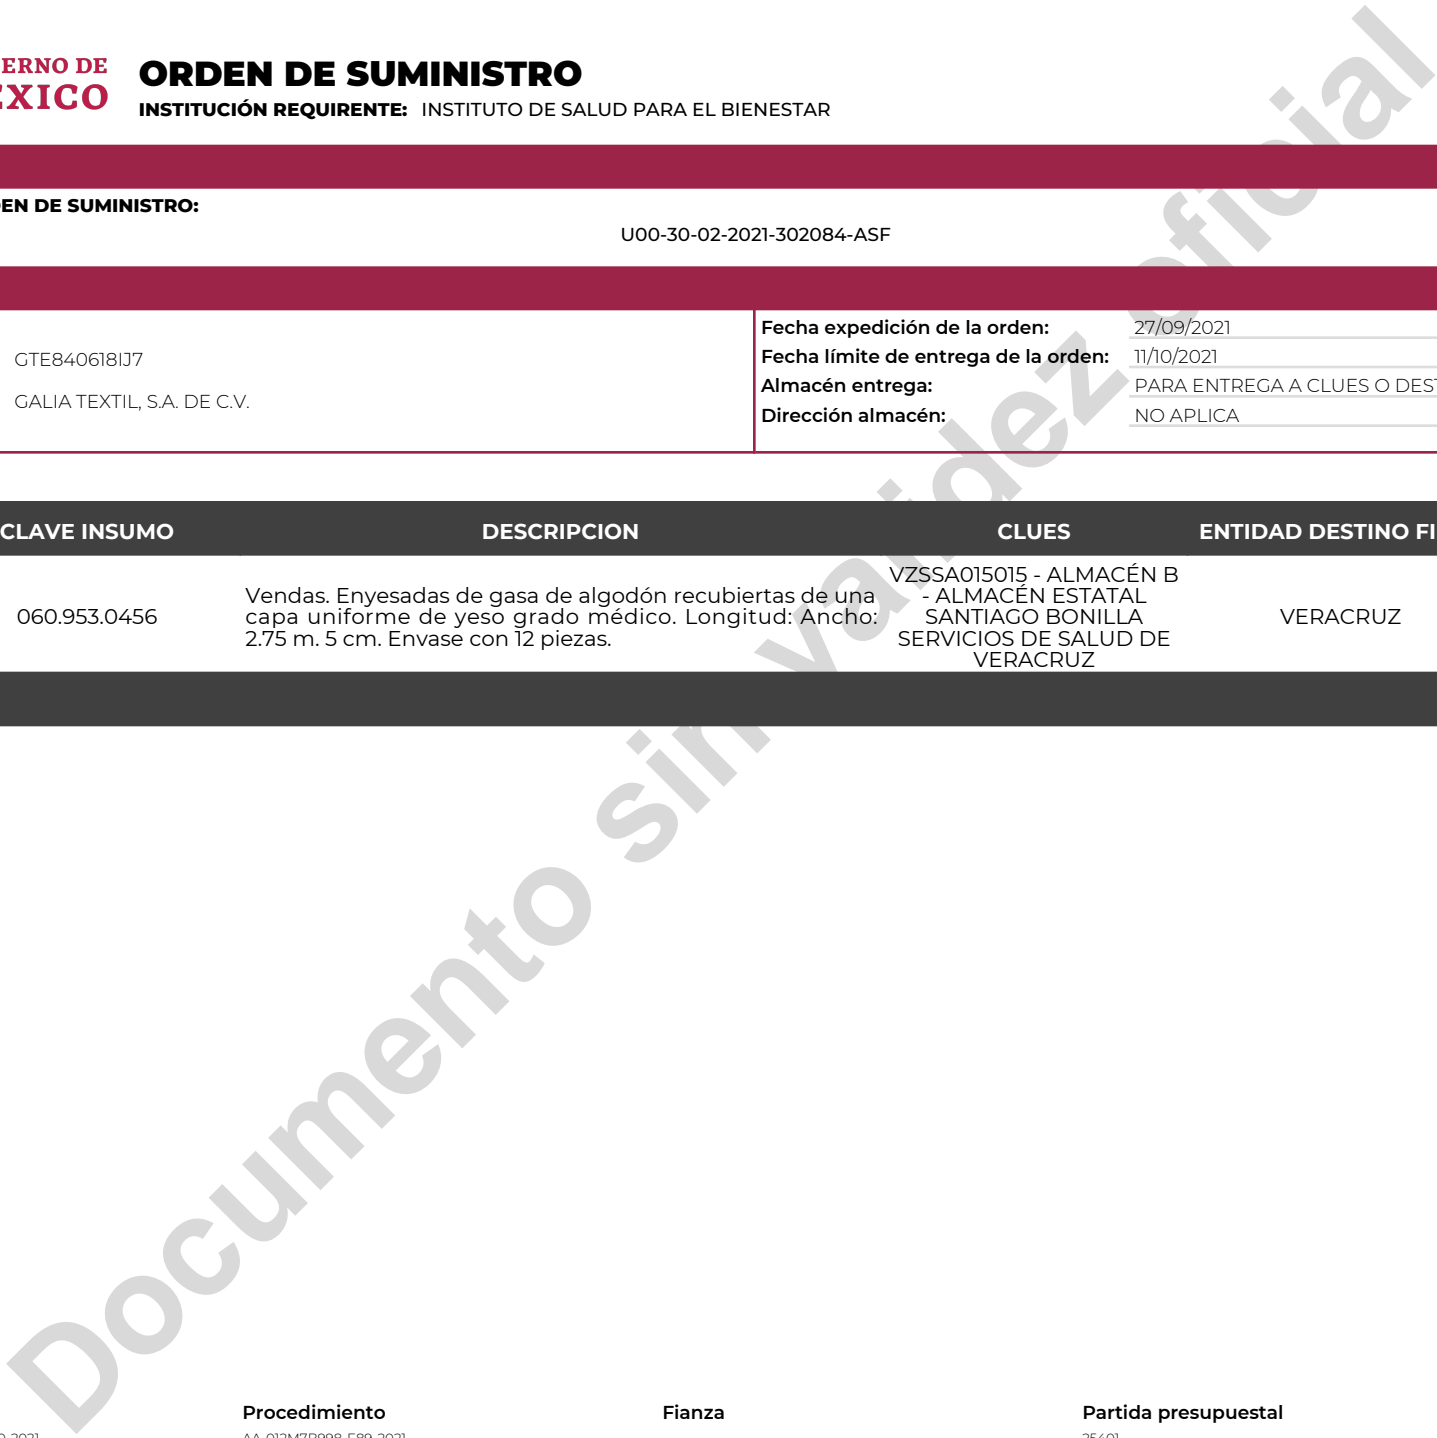 ERNO DE
EXICO
ORDEN DE SUMINISTRO
INSTITUCIÓN REQUIRENTE: INSTITUTO DE SALUD PARA EL BIENESTAR
EN DE SUMINISTRO:
U00-30-02-2021-302084-ASF
GTE840618IJ7
GALIA TEXTIL, S.A. DE C.V.
Fecha expedición de la orden: 27/09/2021
Fecha límite de entrega de la orden: 11/10/2021
Almacén entrega: PARA ENTREGA A CLUES O DEST
Dirección almacén: NO APLICA
CLAVE INSUMO DESCRIPCION CLUES ENTIDAD DESTINO FI
060.953.0456
Vendas. Enyesadas de gasa de algodón recubiertas de una
capa uniforme de yeso grado médico. Longitud: Ancho:
2.75 m. 5 cm. Envase con 12 piezas.
VZSSA015015 - ALMACÉN B
- ALMACÉN ESTATAL
SANTIAGO BONILLA
SERVICIOS DE SALUD DE
VERACRUZ
VERACRUZ
Documento sin validez oficial
Procedimiento Fianza Partida presupuestal